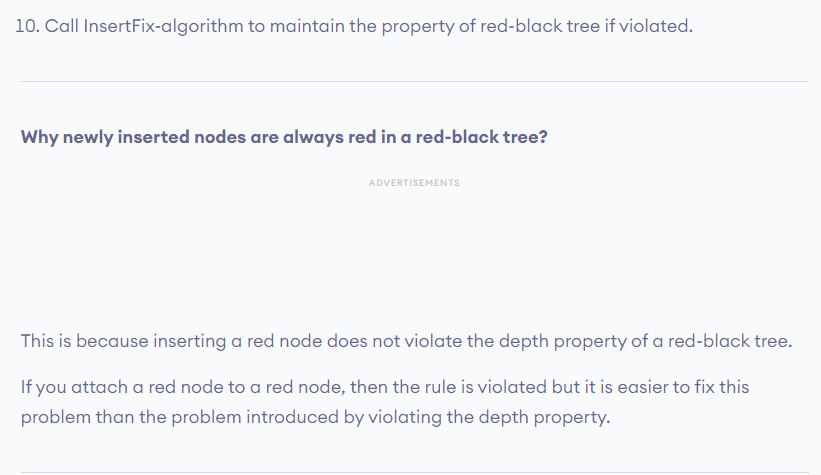 10. Call InsertFix-algorithm to maintain the property of red-black tree if violated.
Why newly inserted nodes are always red in a red-black tree?
ADVERTISEMENTS
This is because inserting a red node does not violate the depth property of a red-black tree.
If you attach a red node to a red node, then the rule is violated but it is easier to fix this
problem than the problem introduced by violating the depth property.